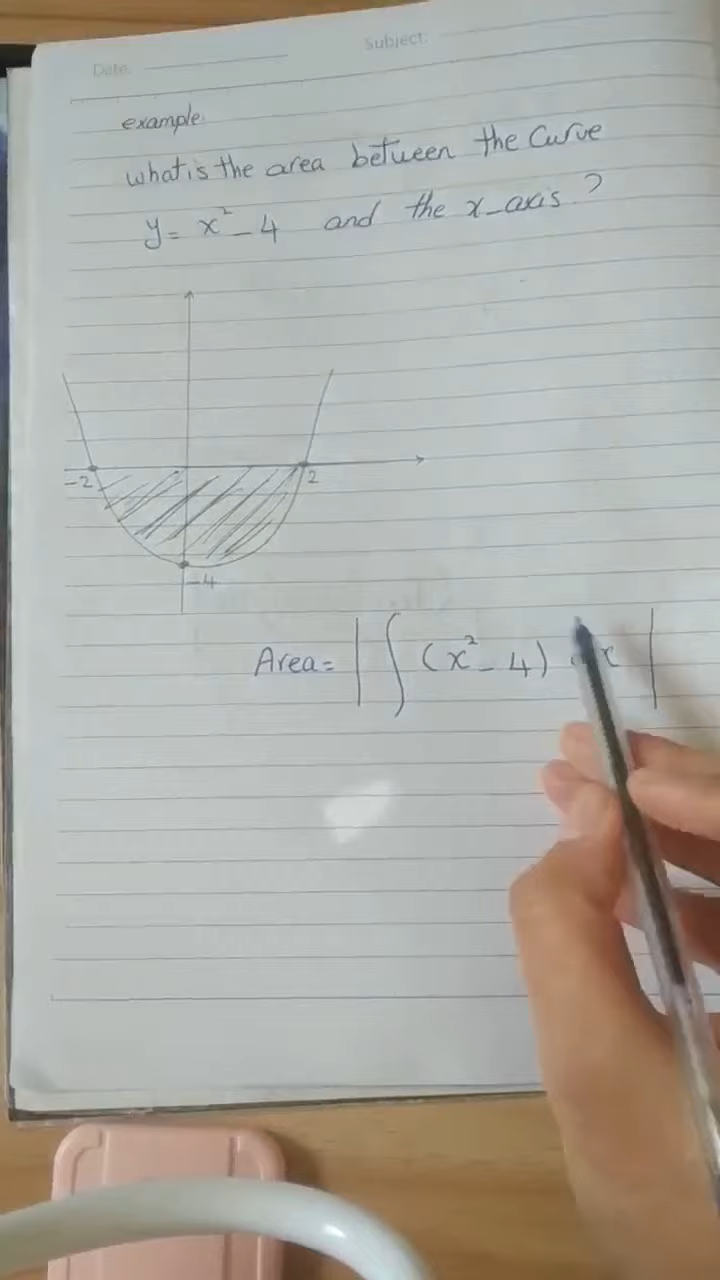 Date:
Subject:
example:
what is the area between the curve
y = x² - 4 and the x-axis ?
-2
2
-4
Area = | ∫ (x² - 4) x |